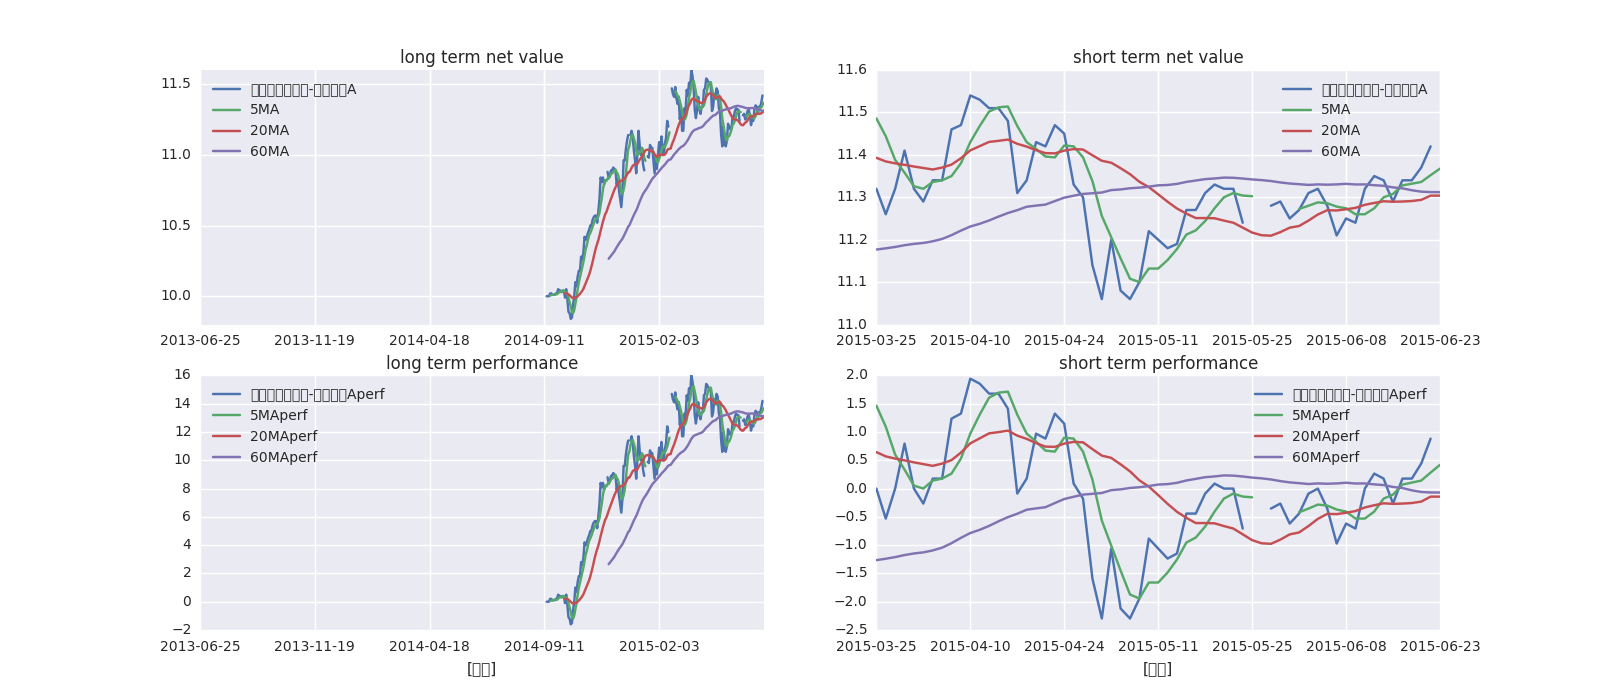 long term net value
11.5
11.0
10.5
10.0
-A
5MA
20MA
60MA
2013-06-25 2013-11-19 2014-04-18 2014-09-11 2015-02-03
short term net value
11.6
11.5
11.4
11.3
11.2
11.1
11.0
-A
5MA
20MA
60MA
2015-03-25 2015-04-10 2015-04-24 2015-05-11 2015-05-25 2015-06-08 2015-06-23
long term performance
16
14
12
10
8
6
4
2
0
−2
-Aperf
5MAperf
20MAperf
60MAperf
2013-06-25 2013-11-19 2014-04-18 2014-09-11 2015-02-03
[]
short term performance
2.0
1.5
1.0
0.5
0.0
−0.5
−1.0
−1.5
−2.0
−2.5
-Aperf
5MAperf
20MAperf
60MAperf
2015-03-25 2015-04-10 2015-04-24 2015-05-11 2015-05-25 2015-06-08 2015-06-23
[]